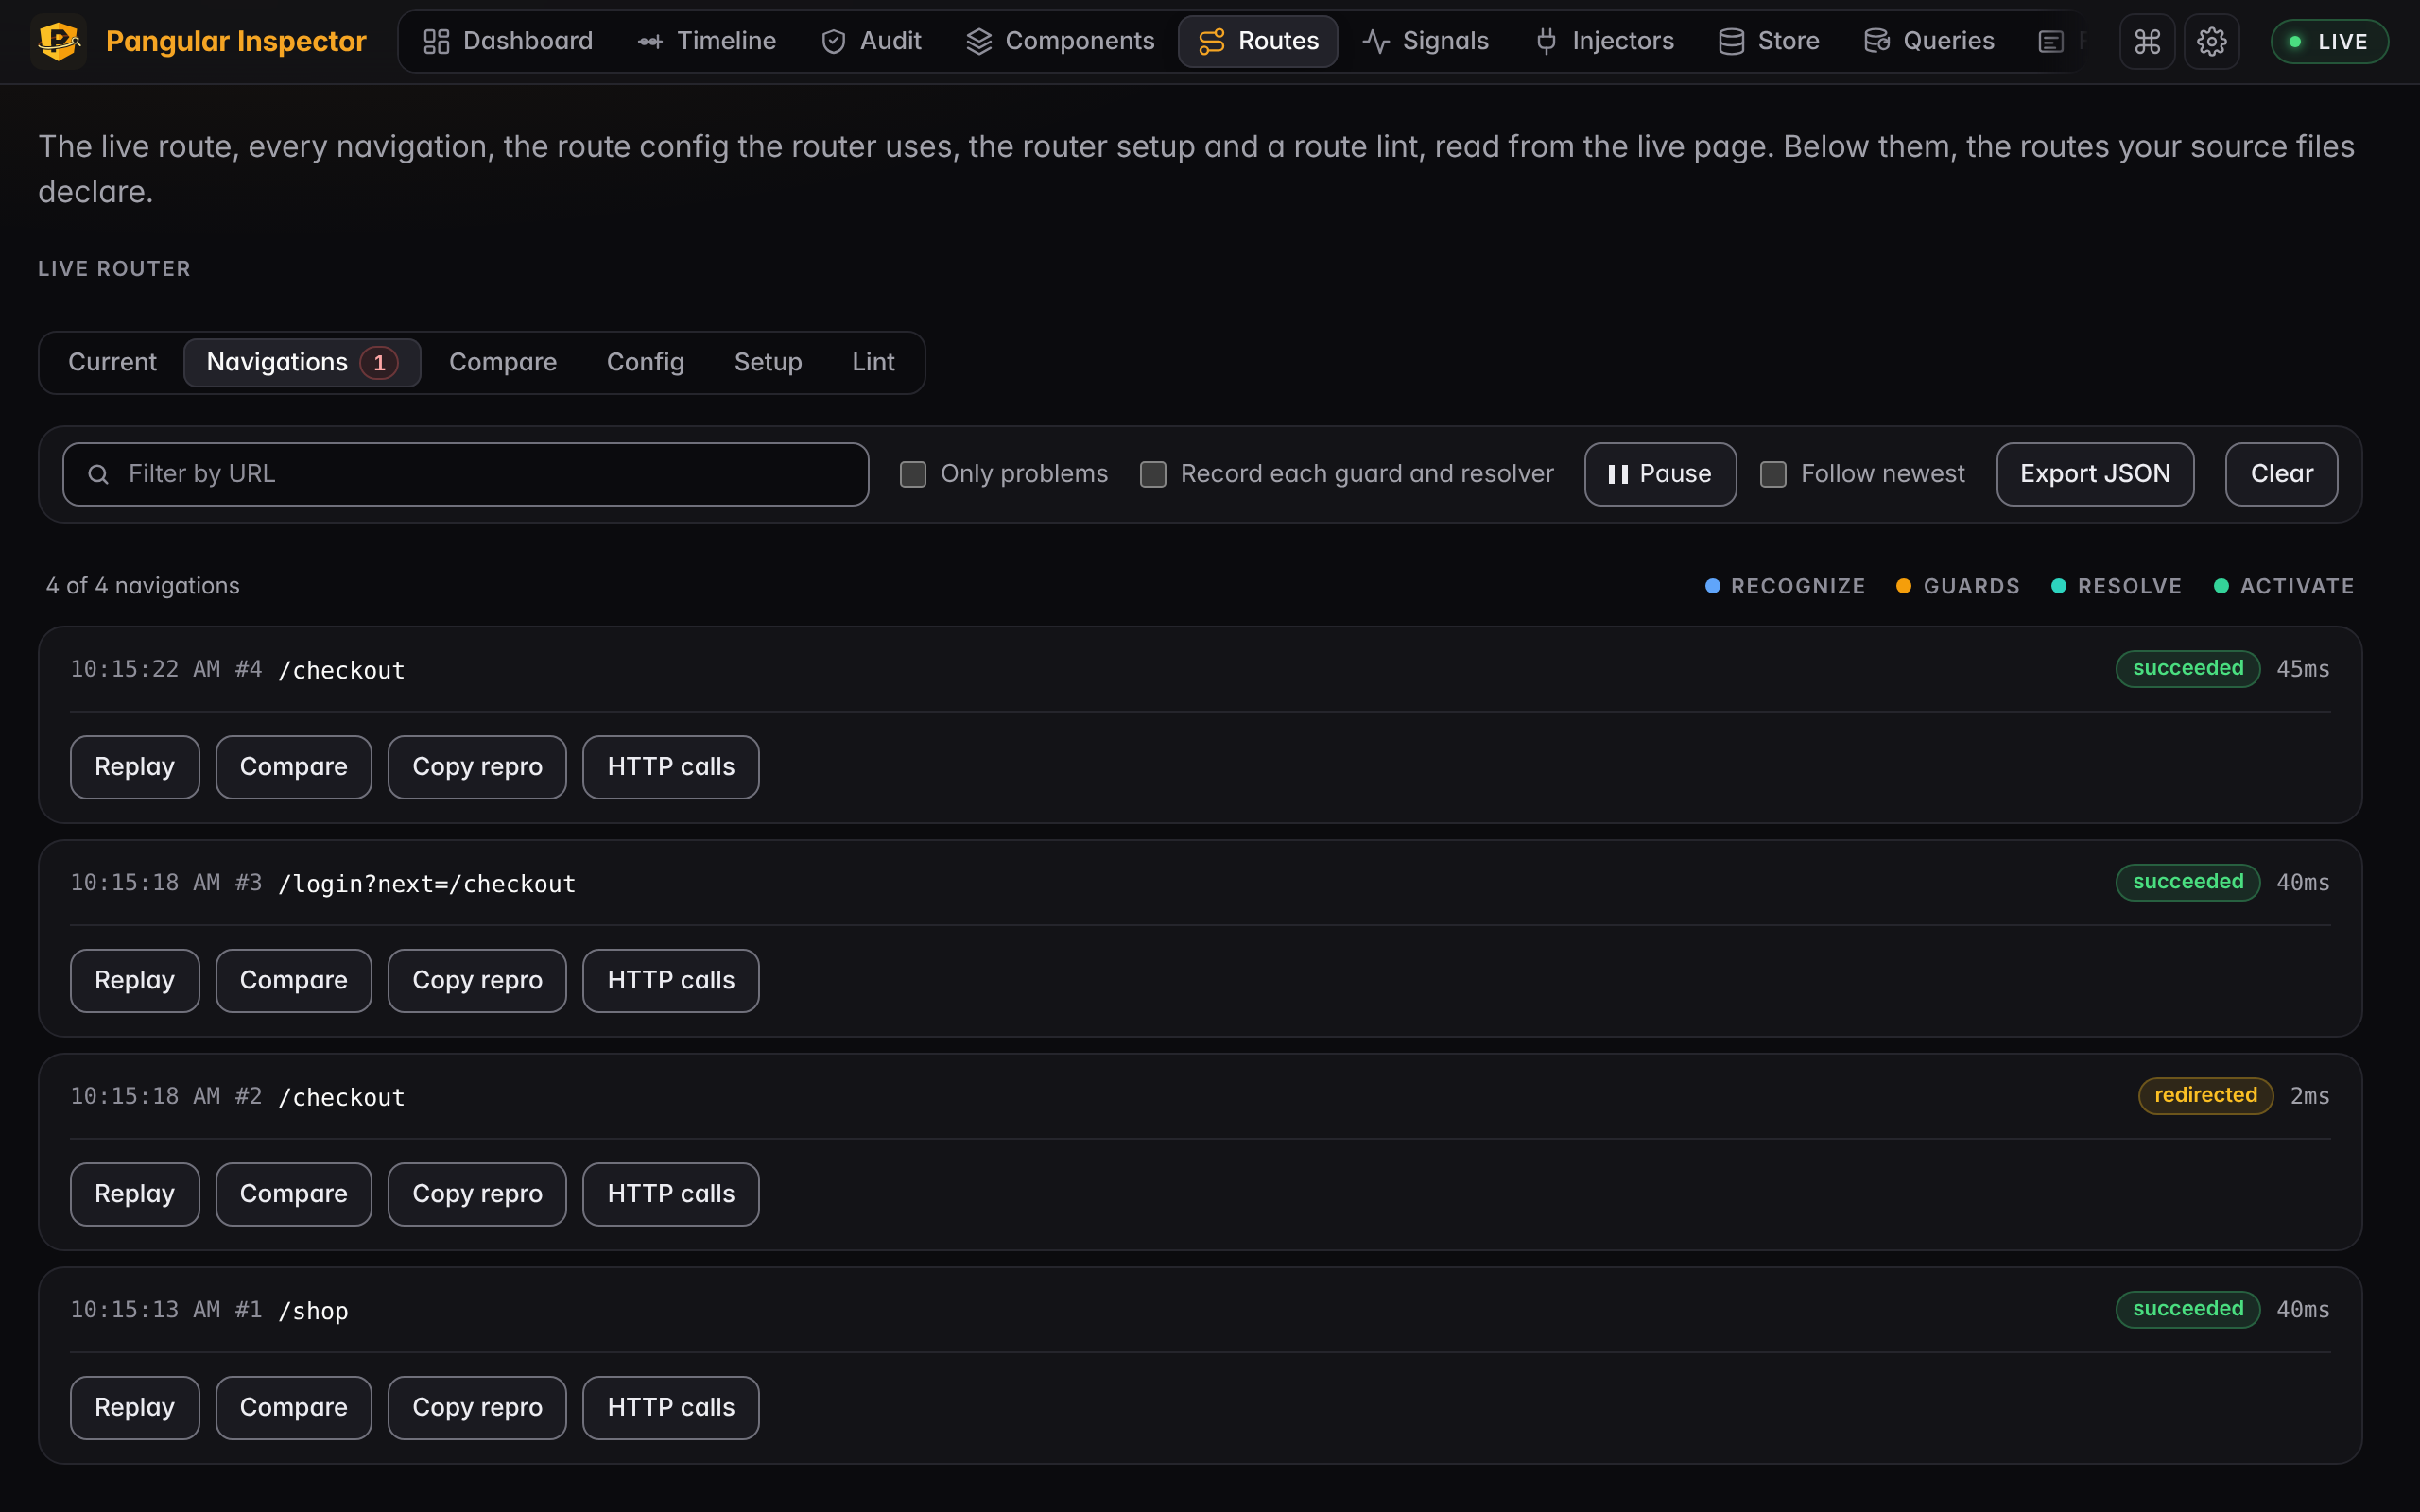 Pangular Inspector Dashboard Timeline Audit Components Routes Signals Injectors Store Queries LIVE
The live route, every navigation, the route config the router uses, the router setup and a route lint, read from the live page. Below them, the routes your source files
declare.
LIVE ROUTER
Current Navigations 1 Compare Config Setup Lint
Filter by URL Only problems Record each guard and resolver Pause Follow newest Export JSON Clear
4 of 4 navigations RECOGNIZE GUARDS RESOLVE ACTIVATE
10:15:22 AM #4 /checkout succeeded 45ms
Replay Compare Copy repro HTTP calls
10:15:18 AM #3 /login?next=/checkout succeeded 40ms
Replay Compare Copy repro HTTP calls
10:15:18 AM #2 /checkout redirected 2ms
Replay Compare Copy repro HTTP calls
10:15:13 AM #1 /shop succeeded 40ms
Replay Compare Copy repro HTTP calls